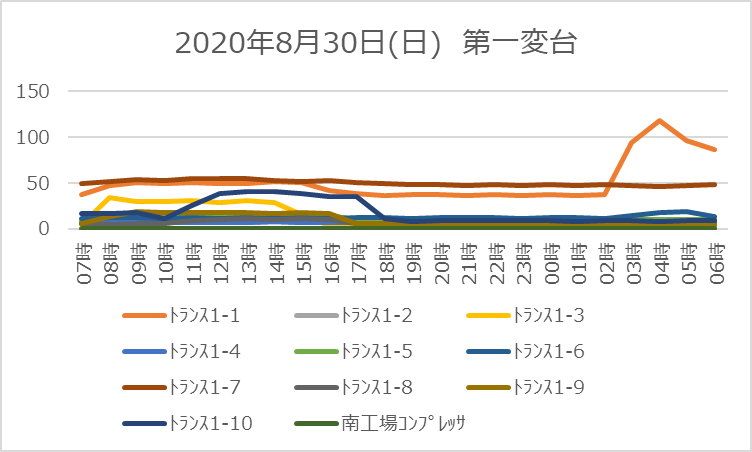 2020年8月30日(日)  第一変台
150
100
50
0
07時 08時 09時 10時 11時 12時 13時 14時 15時 16時 17時 18時 19時 20時 21時 22時 23時 00時 01時 02時 03時 04時 05時 06時
ﾄﾗﾝｽ1-1 ﾄﾗﾝｽ1-2 ﾄﾗﾝｽ1-3
ﾄﾗﾝｽ1-4 ﾄﾗﾝｽ1-5 ﾄﾗﾝｽ1-6
ﾄﾗﾝｽ1-7 ﾄﾗﾝｽ1-8 ﾄﾗﾝｽ1-9
ﾄﾗﾝｽ1-10 南工場ｺﾝﾌﾟﾚｯｻ